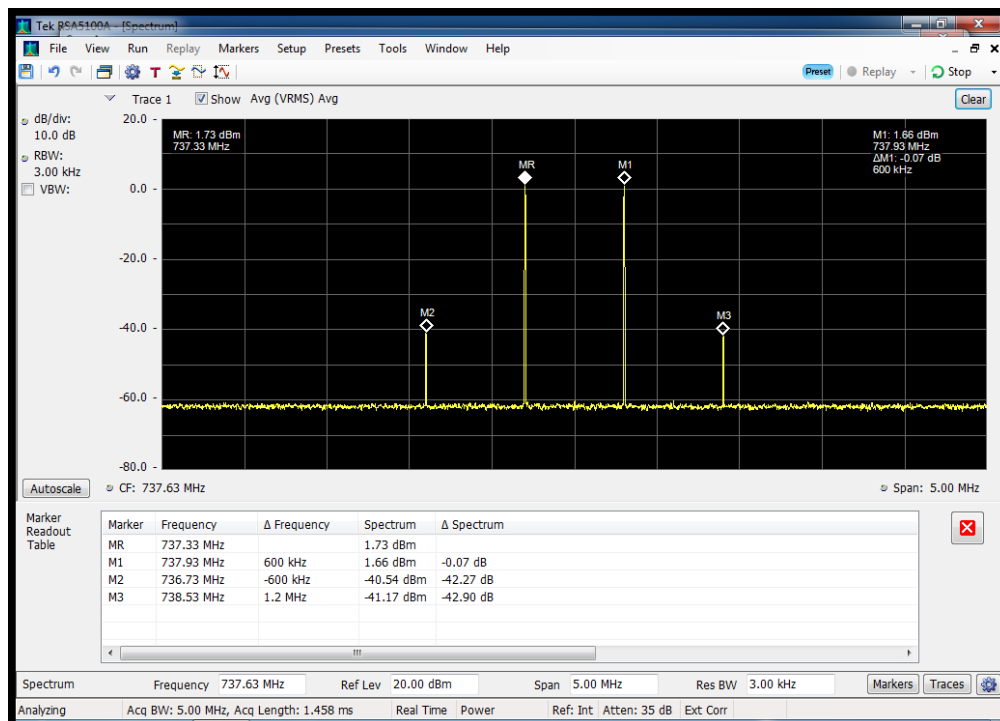 Tek RSA5100A - [Spectrum]
File View Run Replay Markers Setup Presets Tools Window Help
T Preset Replay Stop
Trace 1 Show Avg (VRMS) Avg Clear
dB/div:
10.0 dB
RBW:
3.00 kHz
VBW:
20.0 -
0.0 -
-20.0 -
-40.0 -
-60.0 -
-80.0 -
MR: 1.73 dBm
737.33 MHz
M1: 1.66 dBm
737.93 MHz
ΔM1: -0.07 dB
600 kHz
MR
M1
M2
M3
Autoscale CF: 737.63 MHz Span: 5.00 MHz
Marker
Readout
Table
Marker Frequency Δ Frequency Spectrum Δ Spectrum
MR 737.33 MHz 1.73 dBm
M1 737.93 MHz 600 kHz 1.66 dBm -0.07 dB
M2 736.73 MHz -600 kHz -40.54 dBm -42.27 dB
M3 738.53 MHz 1.2 MHz -41.17 dBm -42.90 dB
Spectrum Frequency 737.63 MHz Ref Lev 20.00 dBm Span 5.00 MHz Res BW 3.00 kHz Markers Traces
Analyzing Acq BW: 5.00 MHz, Acq Length: 1.458 ms Real Time Power Ref: Int Atten: 35 dB Ext Corr